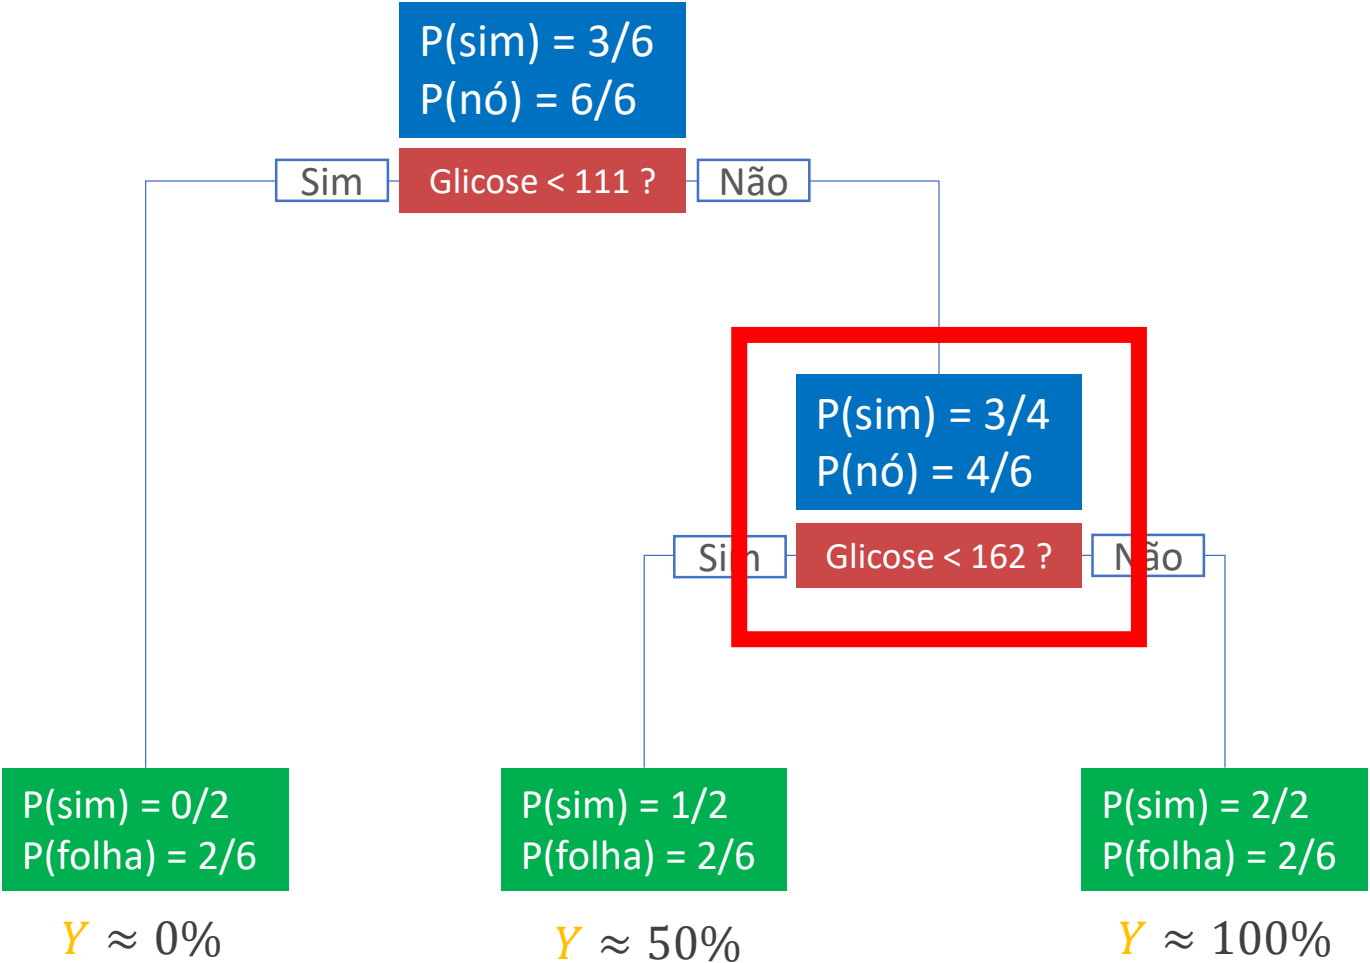 P(sim) = 3/6
P(nó) = 6/6
Sim
Glicose < 111 ?
Não
P(sim) = 3/4
P(nó) = 4/6
Sim
Glicose < 162 ?
Não
P(sim) = 0/2
P(folha) = 2/6
Y ≈ 0%
P(sim) = 1/2
P(folha) = 2/6
Y ≈ 50%
P(sim) = 2/2
P(folha) = 2/6
Y ≈ 100%